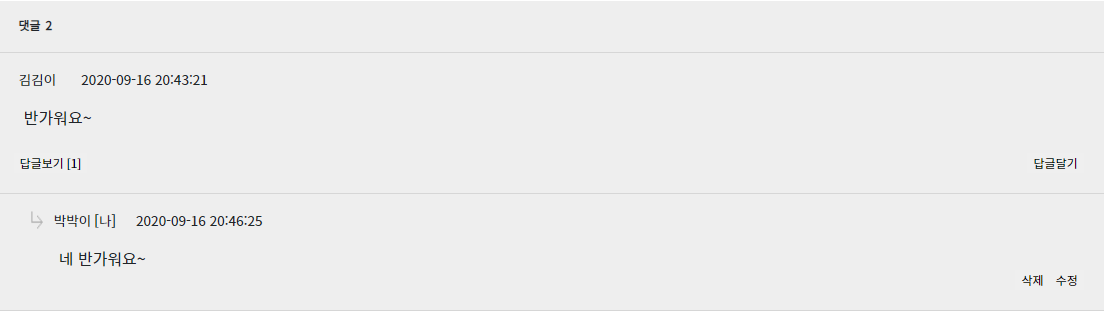 댓글 2
김김이 2020-09-16 20:43:21
반가워요~
답글보기 [1] 답글달기
박박이 [나] 2020-09-16 20:46:25
네 반가워요~
삭제 수정